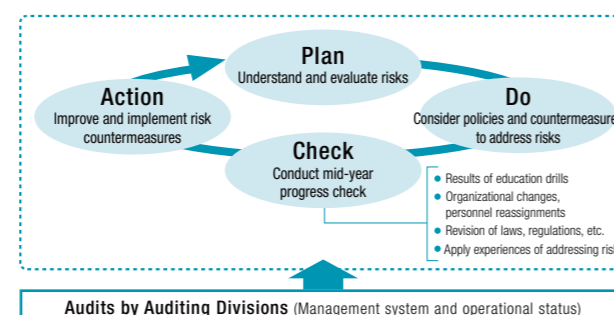 Plan
Understand and evaluate risks
Action
Improve and implement risk
countermeasures
Do
Consider policies and countermeasure
to address risks
Check
Conduct mid-year
progress check
● Results of education drills
● Organizational changes,
personnel reassignments
● Revision of laws, regulations, etc.
● Apply experiences of addressing ris
Audits by Auditing Divisions (Management system and operational status)